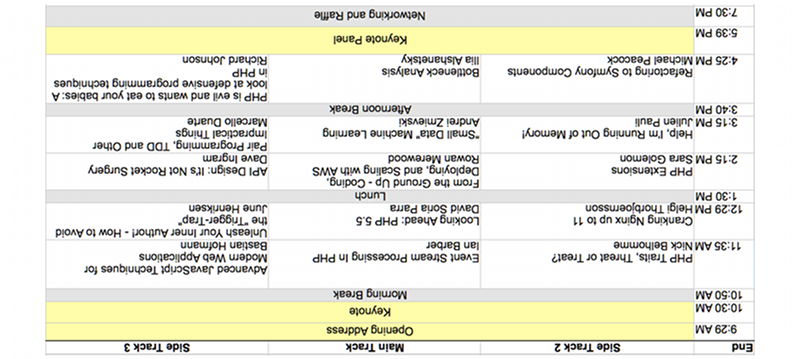 End Side Track 2 Main Track Side Track 3
9:29 AM Opening Address
10:30 AM Keynote
10:50 AM Morning Break
PHP Traits, Threat or Treat? Event Stream Processing In PHP Advanced JavaScript Techniques for
Modern Web Applications
11:35 AM Nick Belhomme Ian Barber Bastian Hofmann
Cranking Nginx up to 11 Looking Ahead: PHP 5.5 Unleash Your Inner Author! - How to Avoid
the "Trigger-Trap"
12:29 PM Helgi Thorbjoernsson David Soria Parra June Henriksen
1:30 PM Lunch
PHP Extensions From the Ground Up - Coding, API Design: It's Not Rocket Surgery
Deploying, and Scaling with AWS
2:15 PM Sara Golemon Rowan Merewood Dave Ingram
Help, I'm Running Out of Memory! "Small Data" Machine Learning Pair Programming, TDD and Other
Impractical Things
3:15 PM Julien Pauli Andrei Zmievski Marcello Duarte
3:40 PM Afternoon Break
Refactoring to Symfony Components Bottleneck Analysis PHP is evil and wants to eat your babies: A
look at defensive programming techniques
in PHP
4:25 PM Michael Peacock Ilia Alshanetsky Richard Johnson
5:39 PM Keynote Panel
7:30 PM Networking and Raffle